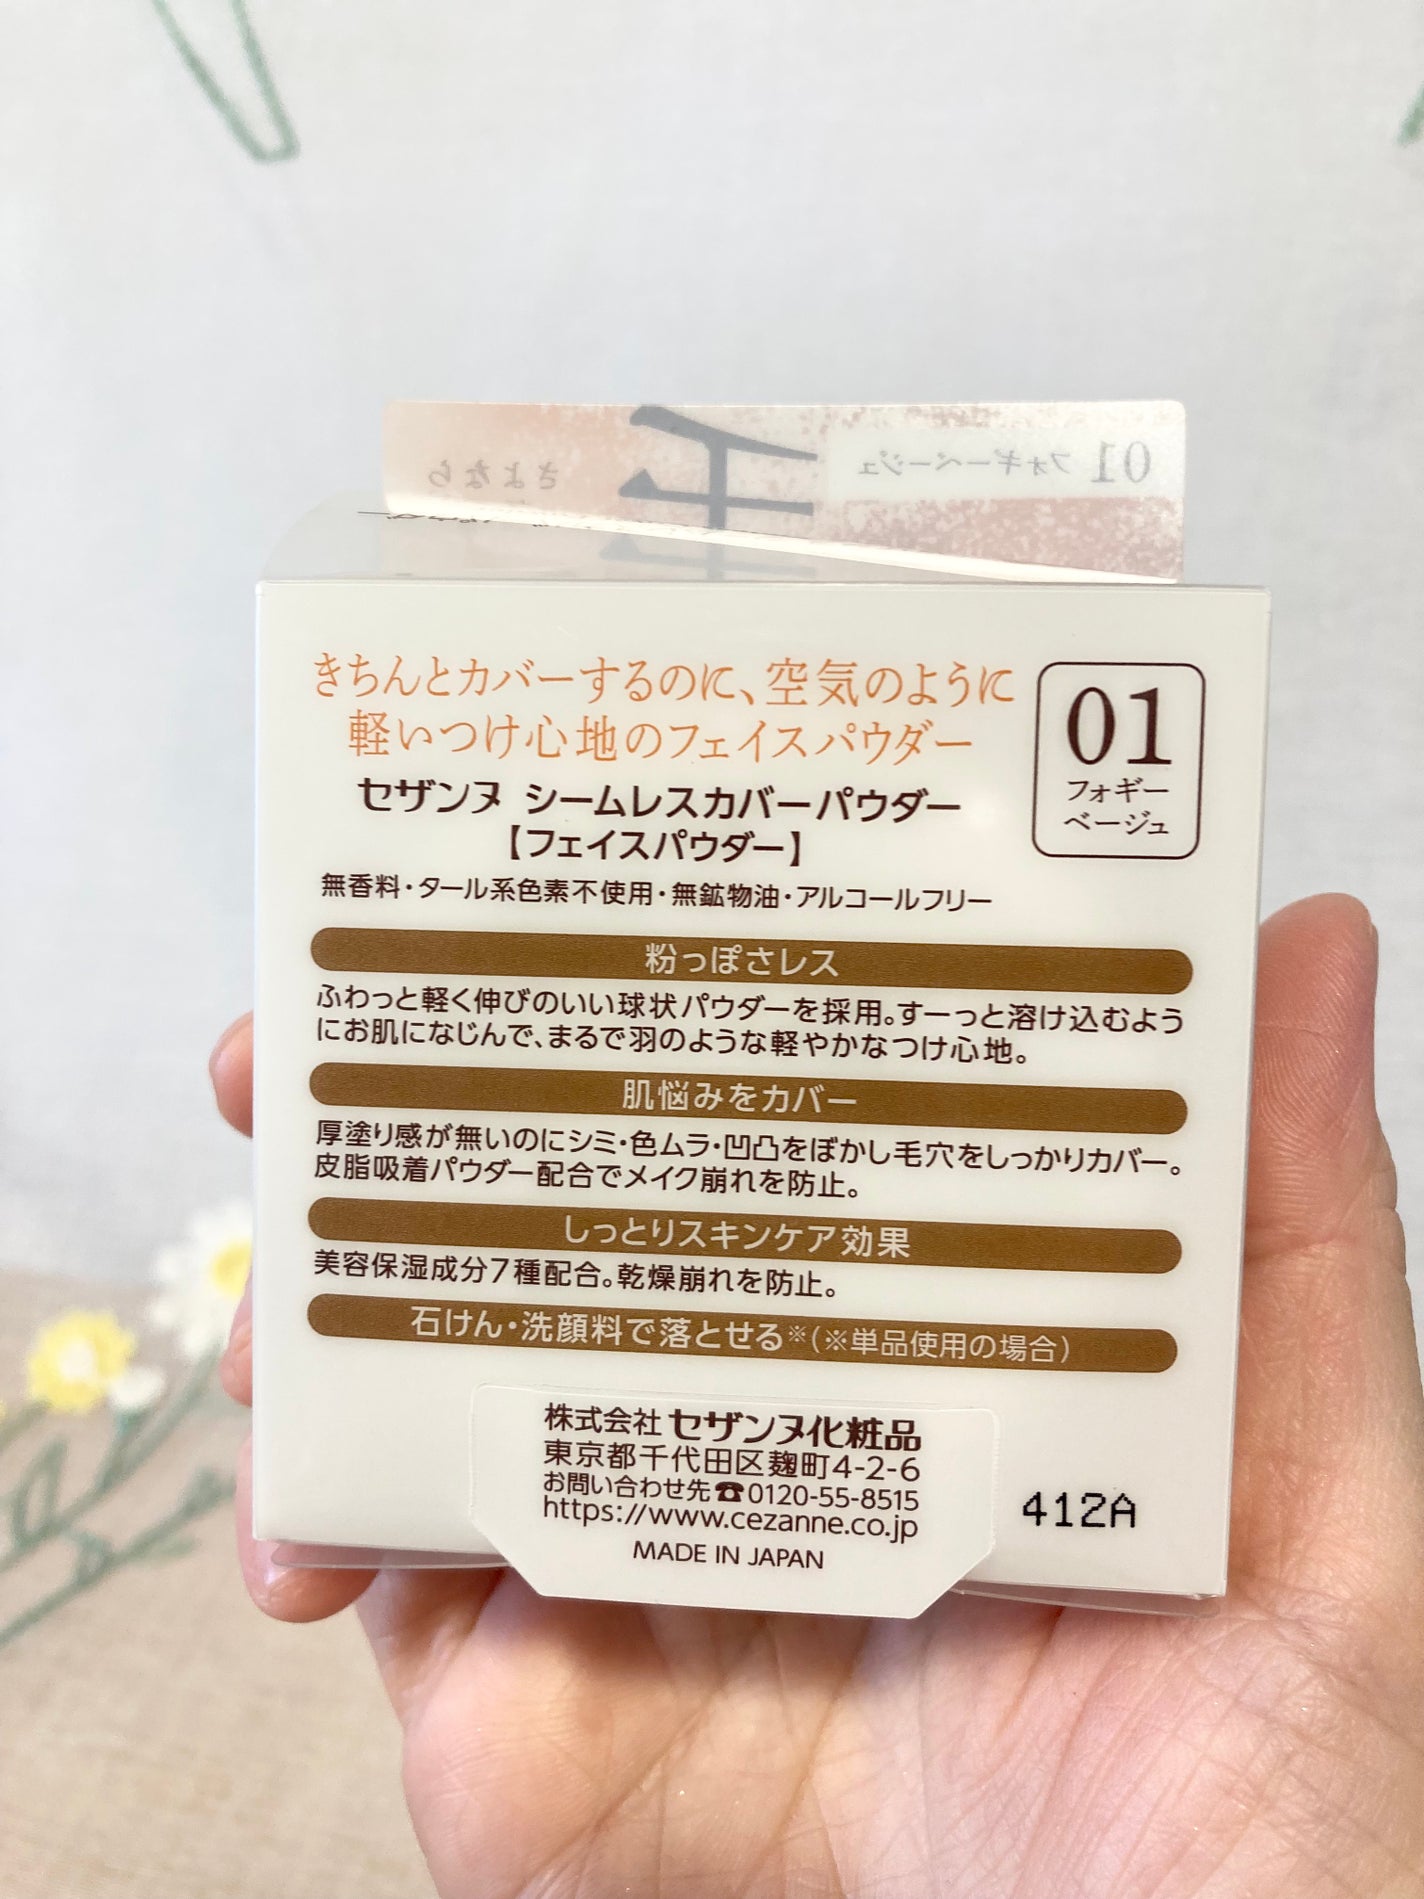 01 フォギーベージュ
さよなら
きちんとカバーするのに、空気のように
軽いつけ心地のフェイスパウダー
01
フォギー
ベージュ
セザンヌ シームレスカバーパウダー
【フェイスパウダー】
無香料・タール系色素不使用・無鉱物油・アルコールフリー
粉っぽさレス
ふわっと軽く伸びのいい球状パウダーを採用。すーっと溶け込むよう
にお肌になじんで、まるで羽のような軽やかなつけ心地。
肌悩みをカバー
厚塗り感が無いのにシミ・色ムラ・凹凸をぼかし毛穴をしっかりカバー。
皮脂吸着パウダー配合でメイク崩れを防止。
しっとりスキンケア効果
美容保湿成分7種配合。乾燥崩れを防止。
石けん・洗顔料で落とせる※(※単品使用の場合)
株式会社 セザンヌ化粧品
東京都千代田区麹町4-2-6
お問い合わせ先☎0120-55-8515
https://www.cezanne.co.jp
MADE IN JAPAN
412A